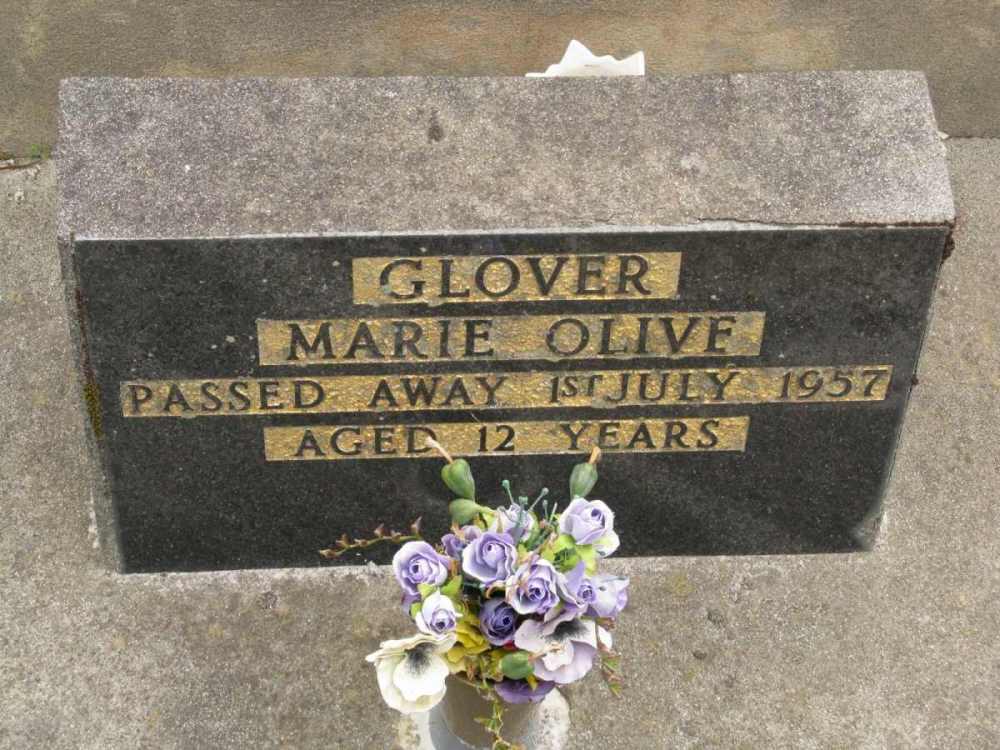 GLOVER
MARIE OLIVE
PASSED AWAY 1ST JULY 1957
AGED 12 YEARS